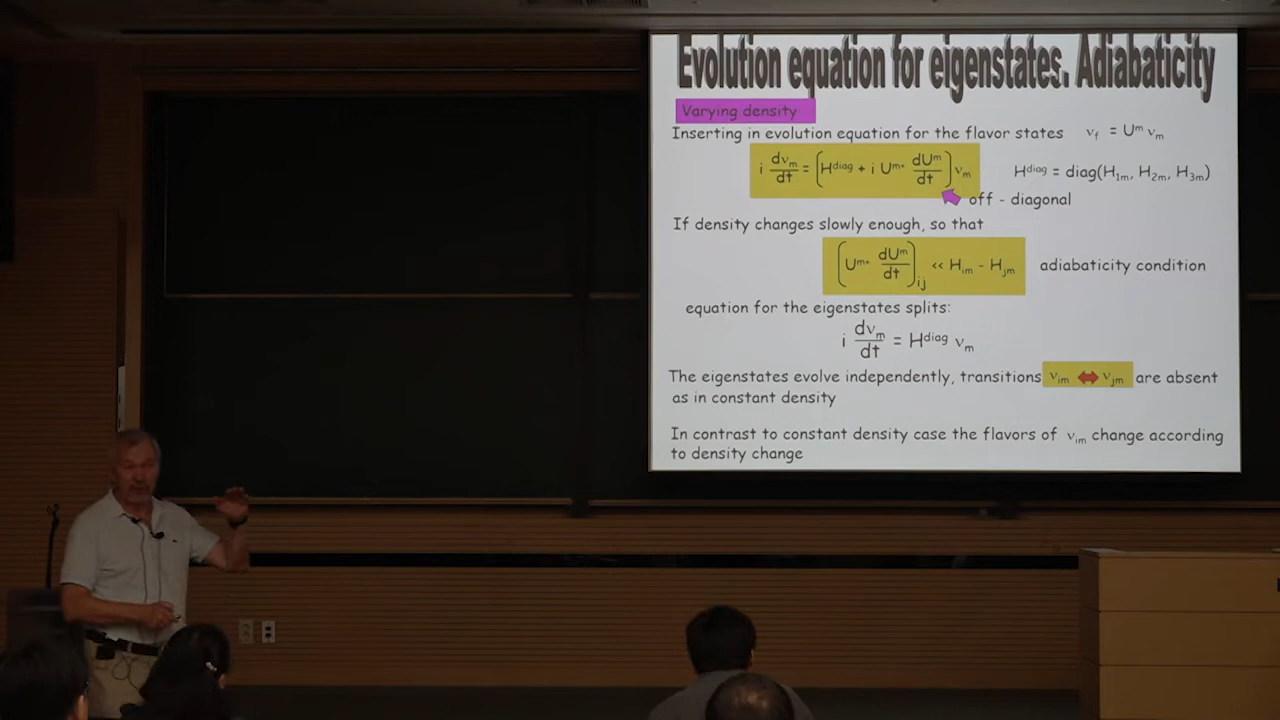 Evolution equation for eigenstates. Adiabaticity
Varying density
Inserting in evolution equation for the flavor states ν_f = U^m ν_m
i dν_m/dt = (H^diag + i U^m+ dU^m/dt) ν_m H^diag = diag(H_1m, H_2m, H_3m)
off - diagonal
If density changes slowly enough, so that
(U^m+ dU^m/dt)_ij << H_im - H_jm adiabaticity condition
equation for the eigenstates splits:
i dν_m/dt = H^diag ν_m
The eigenstates evolve independently, transitions ν_im ⇔ ν_jm are absent
as in constant density
In contrast to constant density case the flavors of ν_im change according
to density change